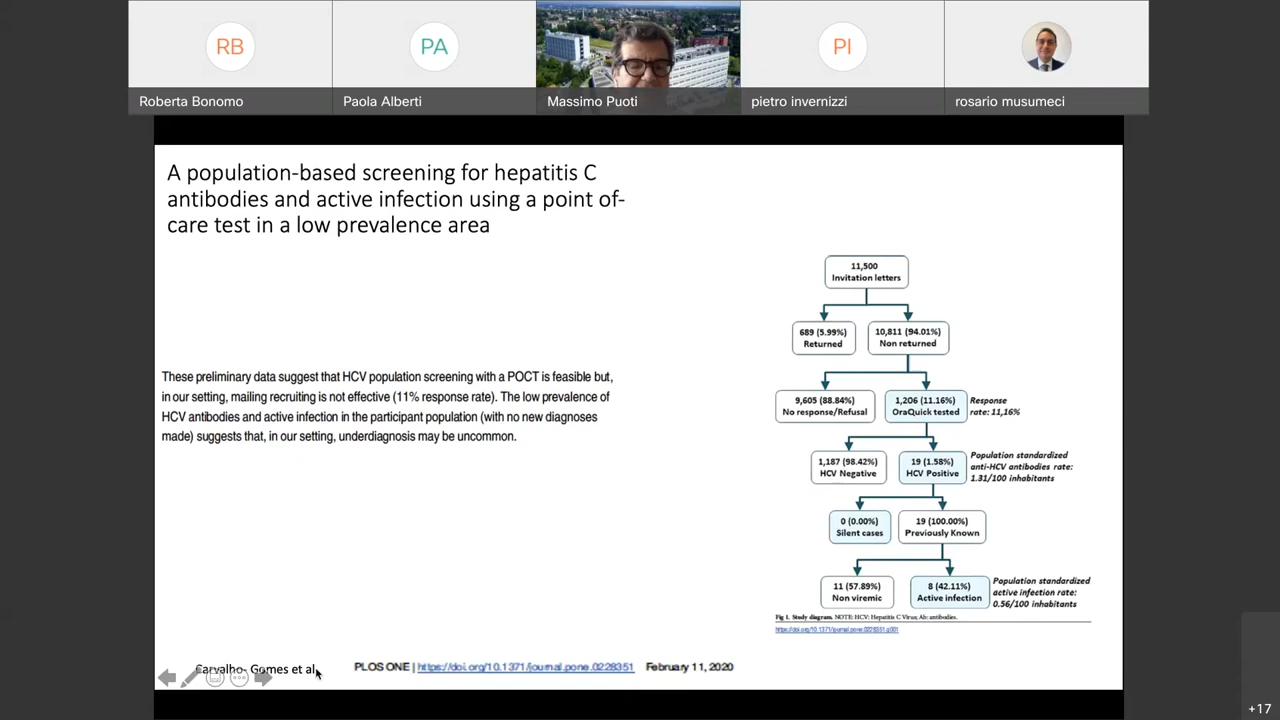 RB
PA
PI
Roberta Bonomo
Paola Alberti
Massimo Puoti
pietro invernizzi
rosario musumeci
A population-based screening for hepatitis C
antibodies and active infection using a point of-
care test in a low prevalence area
These preliminary data suggest that HCV population screening with a POCT is feasible but,
in our setting, mailing recruiting is not effective (11% response rate). The low prevalence of
HCV antibodies and active infection in the participant population (with no new diagnoses
made) suggests that, in our setting, underdiagnosis may be uncommon.
11,500
Invitation letters
689 (5.99%)
Returned
10,811 (94.01%)
Non returned
9,605 (88.84%)
No response/Refusal
1,206 (11.16%)
OraQuick tested
Response
rate: 11,16%
1,187 (98.42%)
HCV Negative
19 (1.58%)
HCV Positive
Population standardized
anti-HCV antibodies rate:
1.31/100 inhabitants
0 (0.00%)
Silent cases
19 (100.00%)
Previously Known
11 (57.89%)
Non viremic
8 (42.11%)
Active infection
Population standardized
active infection rate:
0.56/100 inhabitants
Fig 1. Study diagram. NOTE: HCV: Hepatitis C Virus; Ab: antibodies.
https://doi.org/10.1371/journal.pone.0228351.g001
Carvalho- Gomes et al,
PLOS ONE | https://doi.org/10.1371/journal.pone.0228351 February 11, 2020
+17